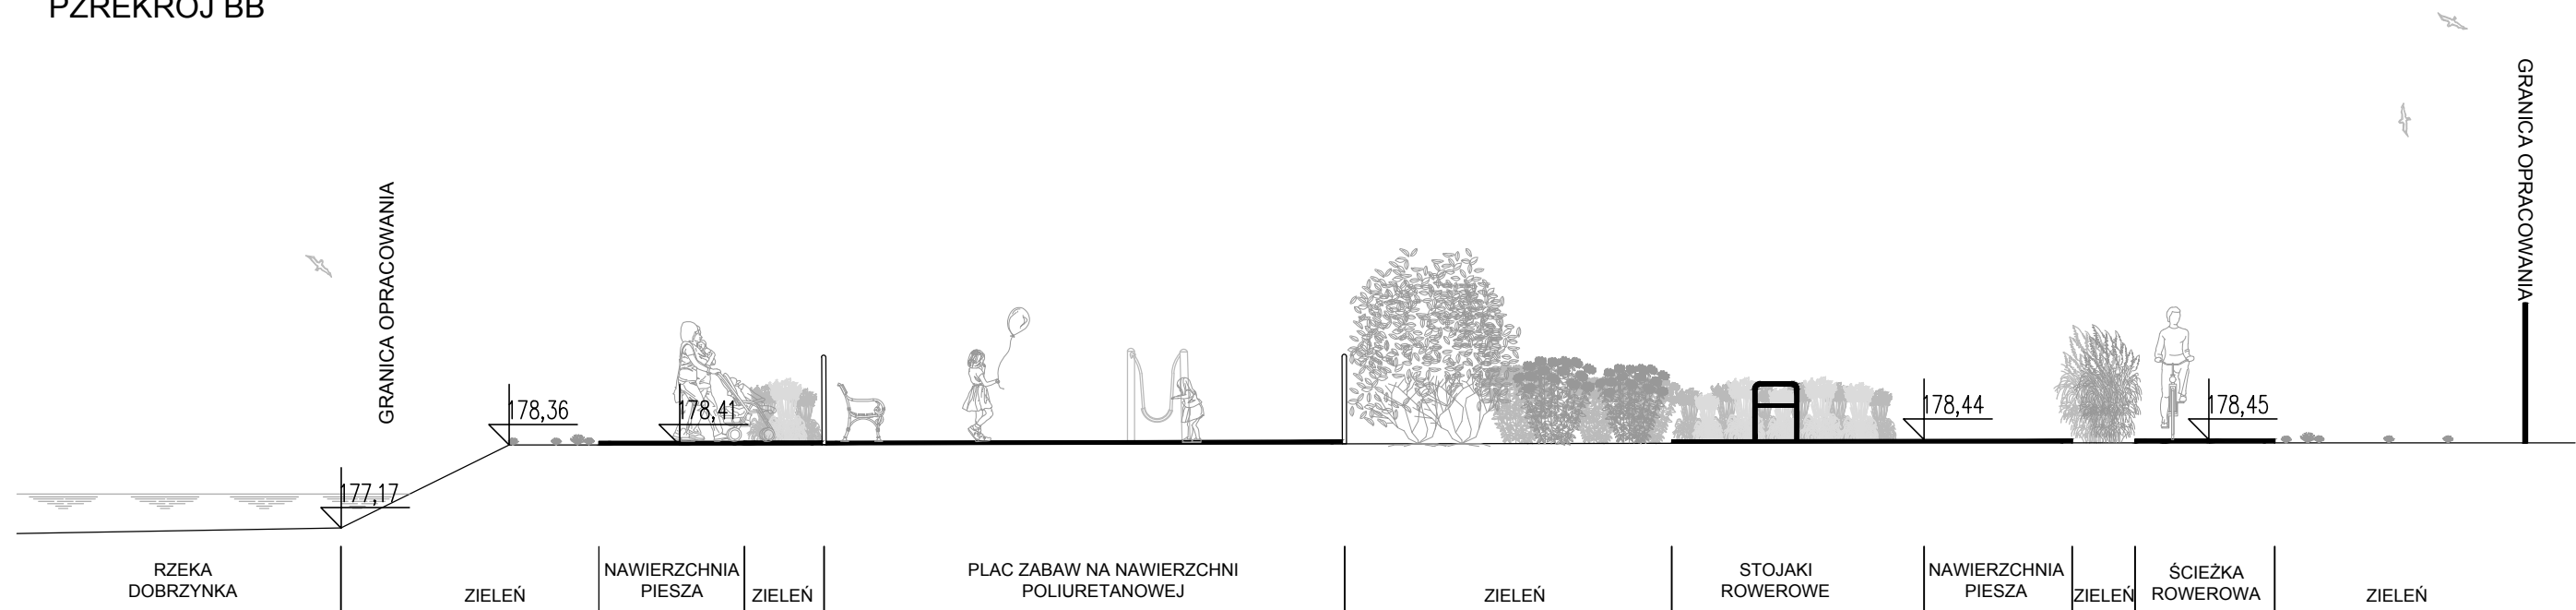 PZREKRÓJ BB
GRANICA OPRACOWANIA
GRANICA OPRACOWANIA
178,36
178,41
178,44
178,45
177,17
RZEKA
DOBRZYNKA
ZIELEŃ
NAWIERZCHNIA
PIESZA
ZIELEŃ
PLAC ZABAW NA NAWIERZCHNI
POLIURETANOWEJ
ZIELEŃ
STOJAKI
ROWEROWE
NAWIERZCHNIA
PIESZA
ZIELEŃ
ŚCIEŻKA
ROWEROWA
ZIELEŃ